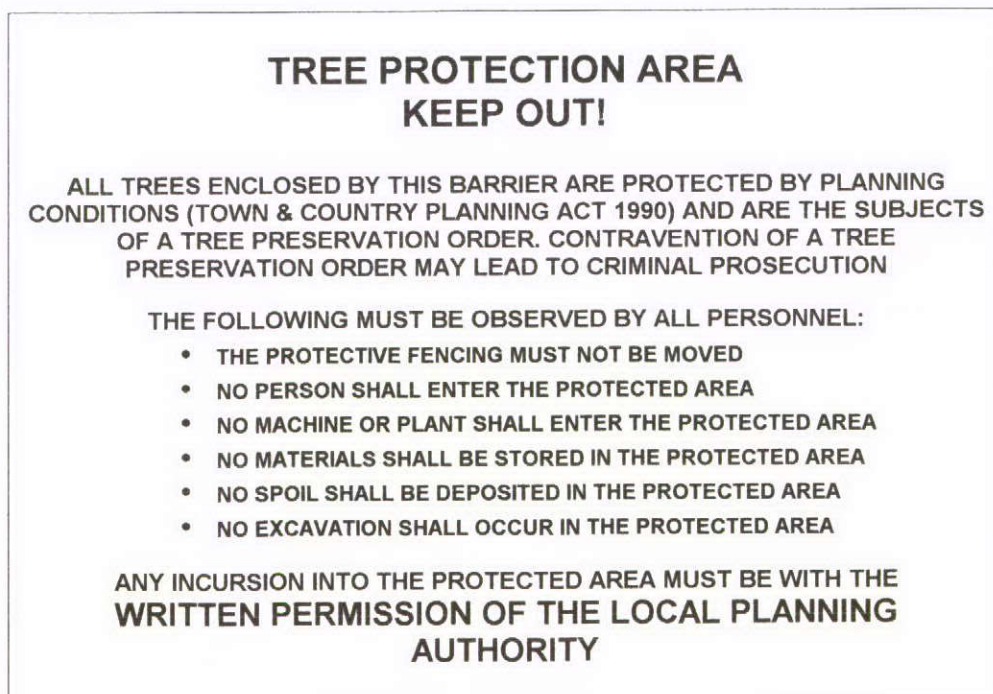 TREE PROTECTION AREA
KEEP OUT!
ALL TREES ENCLOSED BY THIS BARRIER ARE PROTECTED BY PLANNING
CONDITIONS (TOWN & COUNTRY PLANNING ACT 1990) AND ARE THE SUBJECTS
OF A TREE PRESERVATION ORDER. CONTRAVENTION OF A TREE
PRESERVATION ORDER MAY LEAD TO CRIMINAL PROSECUTION
THE FOLLOWING MUST BE OBSERVED BY ALL PERSONNEL:
• THE PROTECTIVE FENCING MUST NOT BE MOVED
• NO PERSON SHALL ENTER THE PROTECTED AREA
• NO MACHINE OR PLANT SHALL ENTER THE PROTECTED AREA
• NO MATERIALS SHALL BE STORED IN THE PROTECTED AREA
• NO SPOIL SHALL BE DEPOSITED IN THE PROTECTED AREA
• NO EXCAVATION SHALL OCCUR IN THE PROTECTED AREA
ANY INCURSION INTO THE PROTECTED AREA MUST BE WITH THE
WRITTEN PERMISSION OF THE LOCAL PLANNING
AUTHORITY